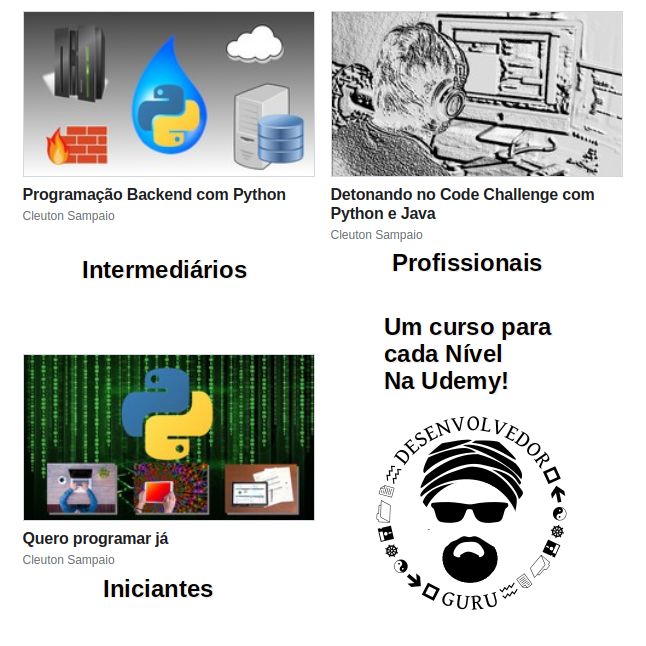 Programação Backend com Python
Cleuton Sampaio
Intermediários
Detonando no Code Challenge com
Python e Java
Cleuton Sampaio
Profissionais
Um curso para
cada Nível
Na Udemy!
Quero programar já
Cleuton Sampaio
Iniciantes
DESENVOLVEDOR
GURU